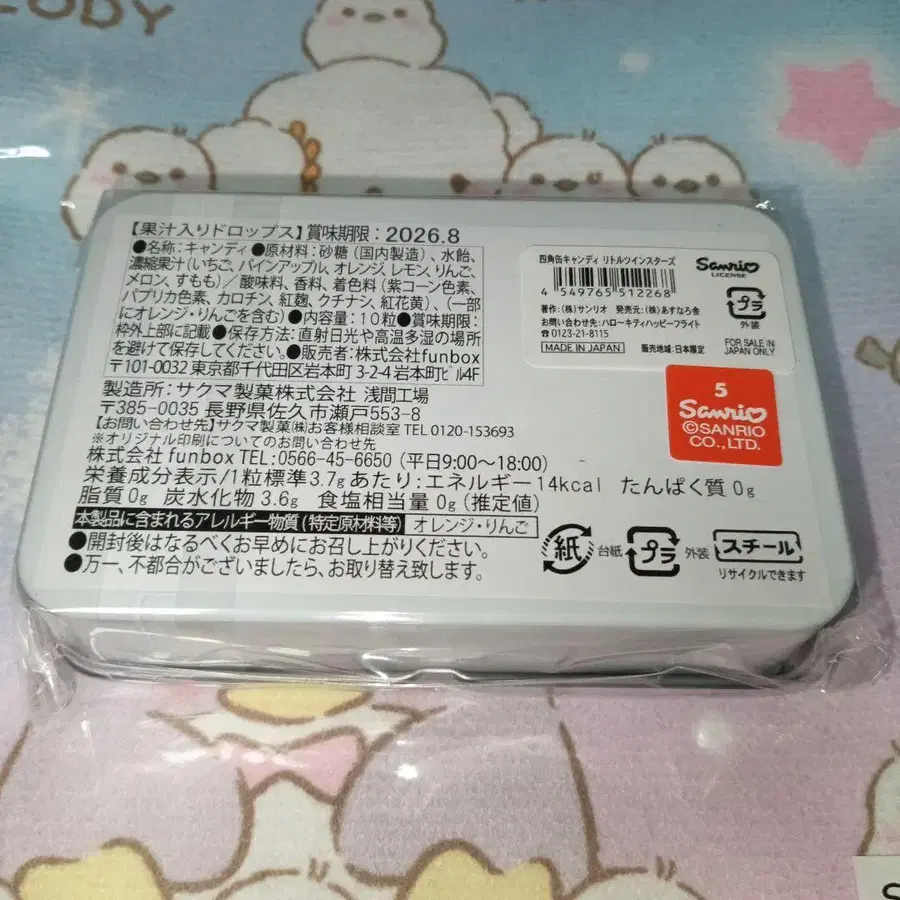 【果汁入りドロップス】賞味期限：2026.8
●名称：キャンディ ●原材料：砂糖（国内製造）、水飴、
濃縮果汁（いちご、パインアップル、オレンジ、レモン、りんご、
メロン、すもも）／酸味料、香料、着色料（紫コーン色素、
パプリカ色素、カロチン、紅麹、クチナシ、紅花黄）、（一部
にオレンジ・りんごを含む）●内容量：10粒●賞味期限：
枠外上部に記載●保存方法：直射日光や高温多湿の場所
を避けて保存してください。●販売者：株式会社funbox
〒101-0032 東京都千代田区岩本町 3-2-4 岩本町ビル4F
製造所：サクマ製菓株式会社 浅間工場
〒385-0035 長野県佐久市瀬戸553-8
【お問い合わせ先】サクマ製菓㈱お客様相談室 TEL 0120-153693
※オリジナル印刷についてのお問い合わせ先
株式会社 funbox TEL：0566-45-6650（平日9:00～18:00）
栄養成分表示／1粒標準3.7gあたり：エネルギー14kcal たんぱく質0g
脂質0g 炭水化物3.6g 食塩相当量0g（推定値）
本製品に含まれるアレルギー物質（特定原材料等） オレンジ・りんご
●開封後はなるべくお早めにお召し上がりください。
●万一、不都合がございましたら、お取り替え致します。
紙 台紙 プラ 外装 スチール
リサイクルできます
四角缶キャンディ リトルツインスターズ
4 549765 512268
著作：（株）サンリオ 発売元：（株）あすなろ舎
お問い合わせ先：ハローキティハッピーフライト
☎0123-21-8115
MADE IN JAPAN 販売地域：日本限定
Sanrio
LICENSE
プラ
外装
FOR SALE IN
JAPAN ONLY
5
Sanrio
©SANRIO
CO., LTD.